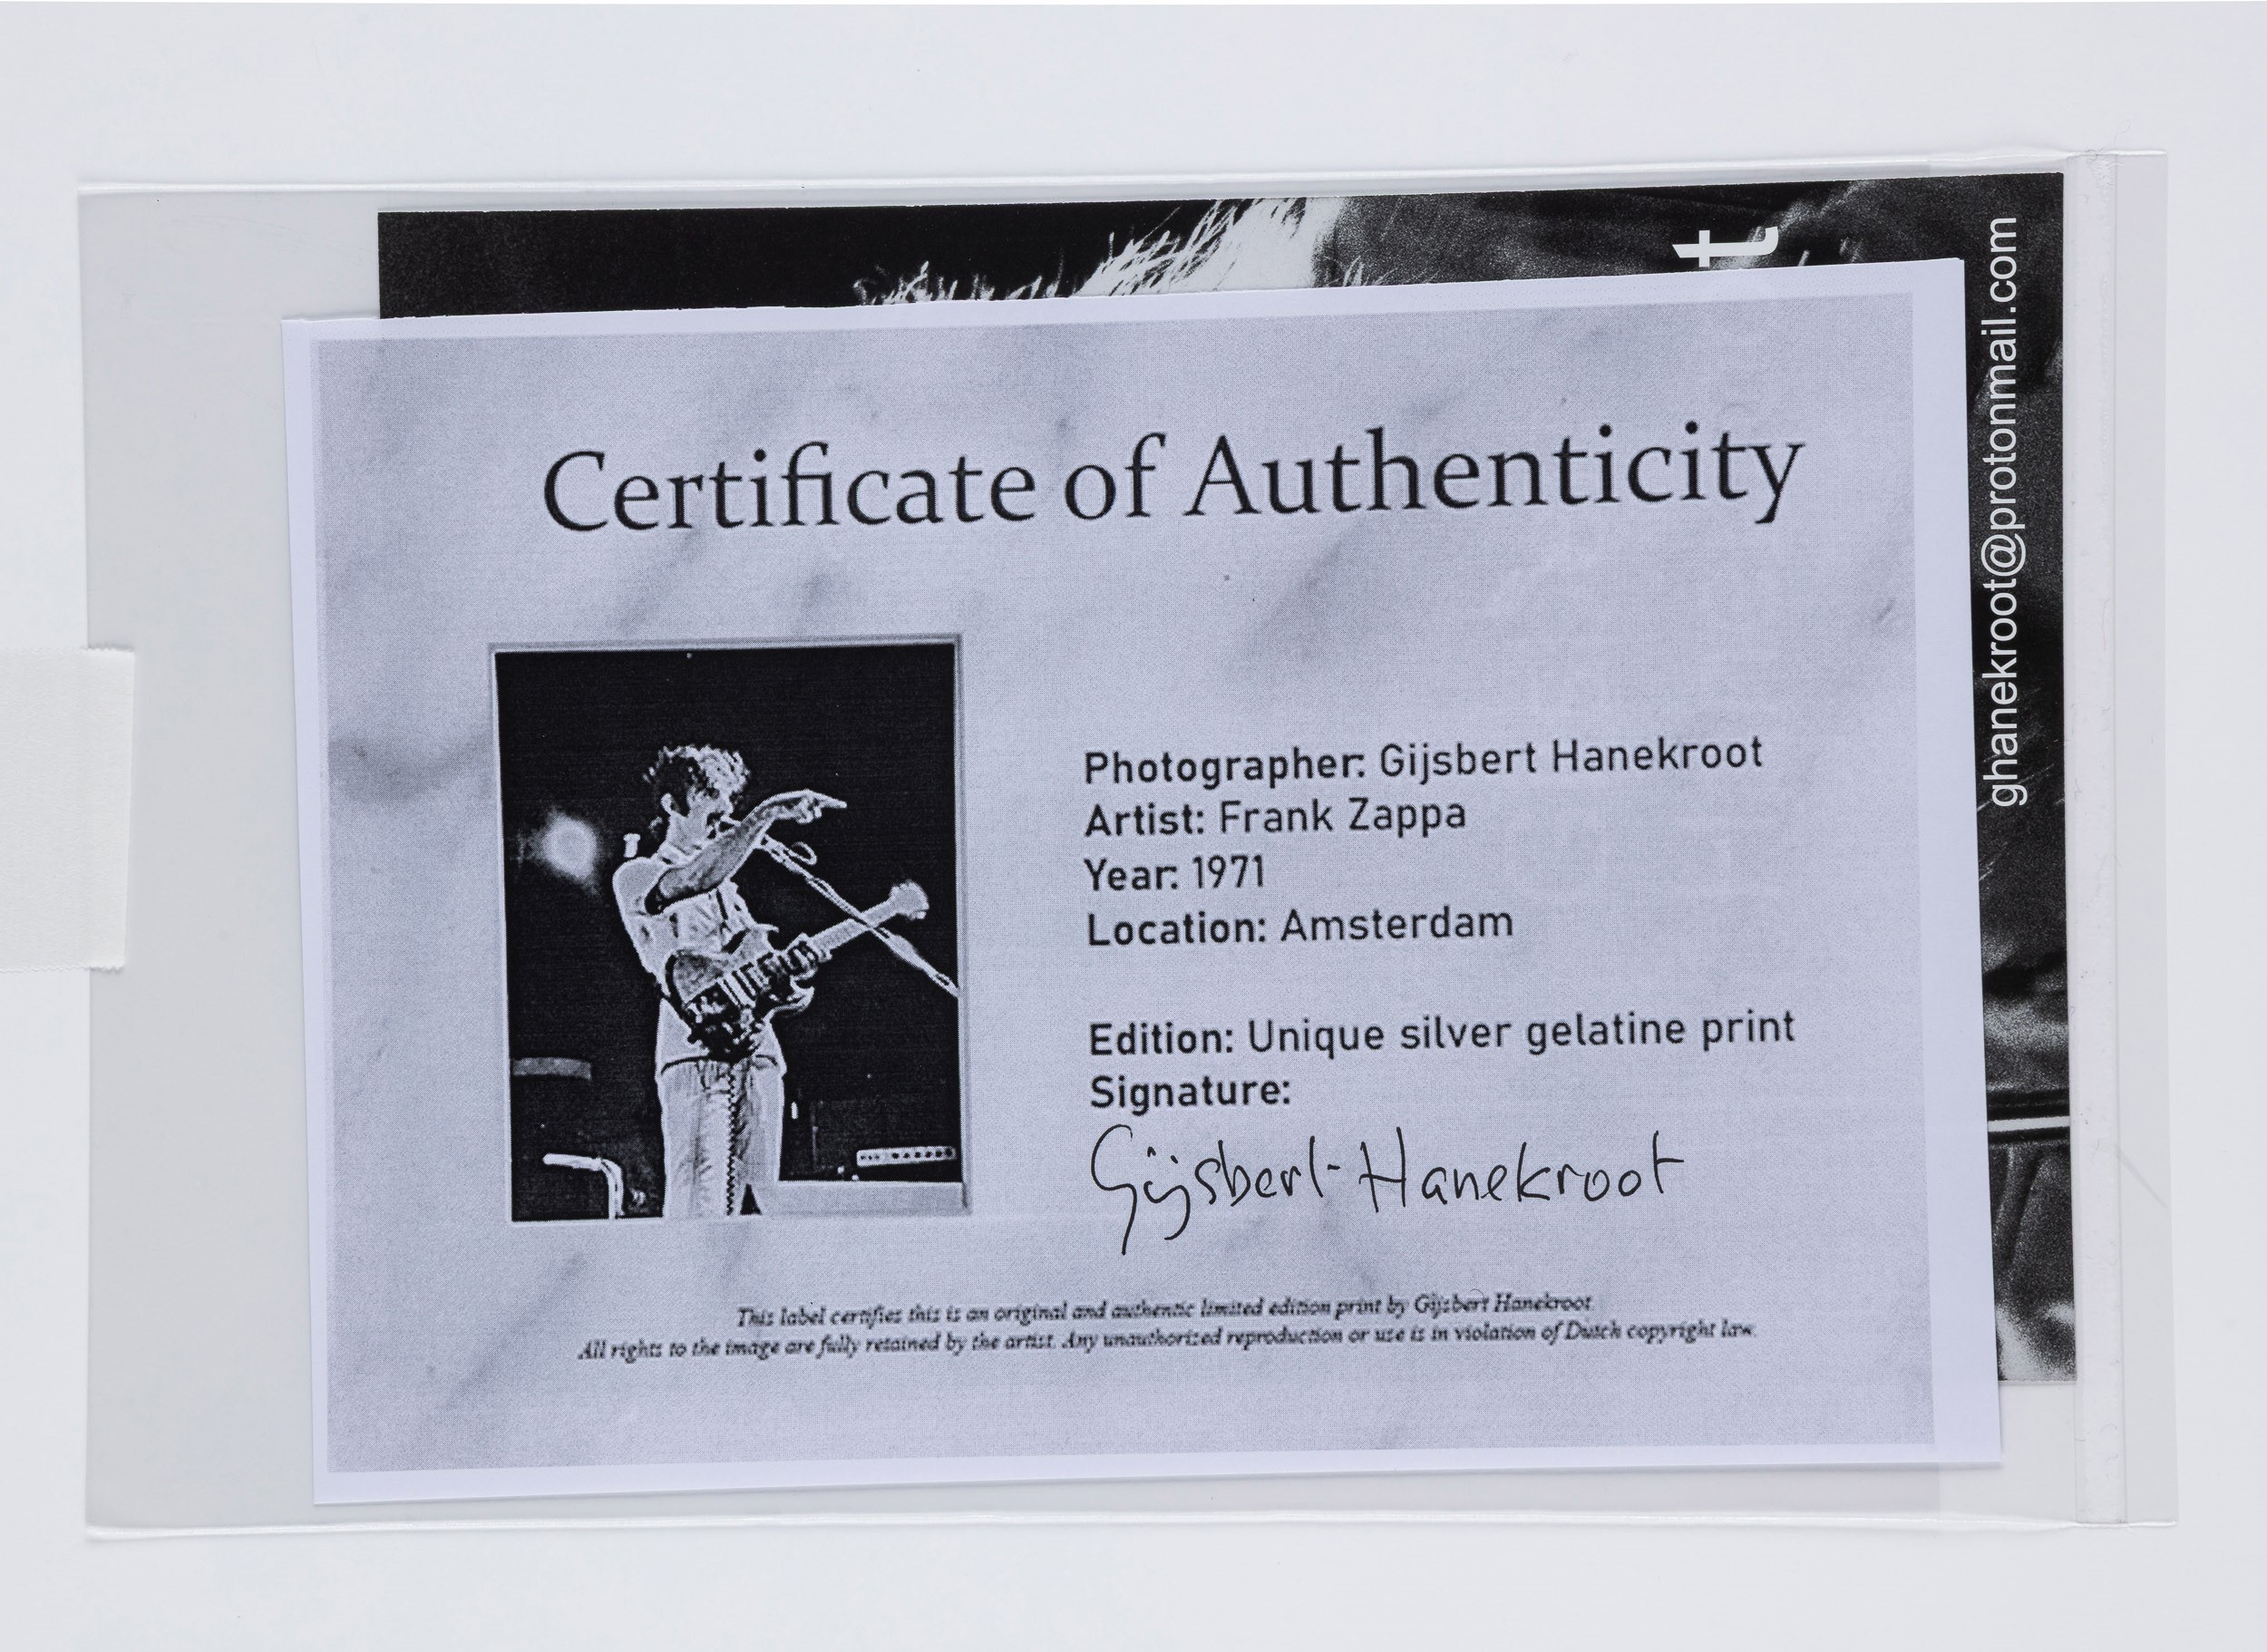 t
ghanekroot@protonmail.com
Certificate of Authenticity
Photographer: Gijsbert Hanekroot
Artist: Frank Zappa
Year: 1971
Location: Amsterdam
Edition: Unique silver gelatine print
Signature:
Gijsbert Hanekroot
This label certifies this is an original and authentic limited edition print by Gijsbert Hanekroot.
All rights to the image are fully retained by the artist. Any unauthorized reproduction or use is in violation of Dutch copyright law.